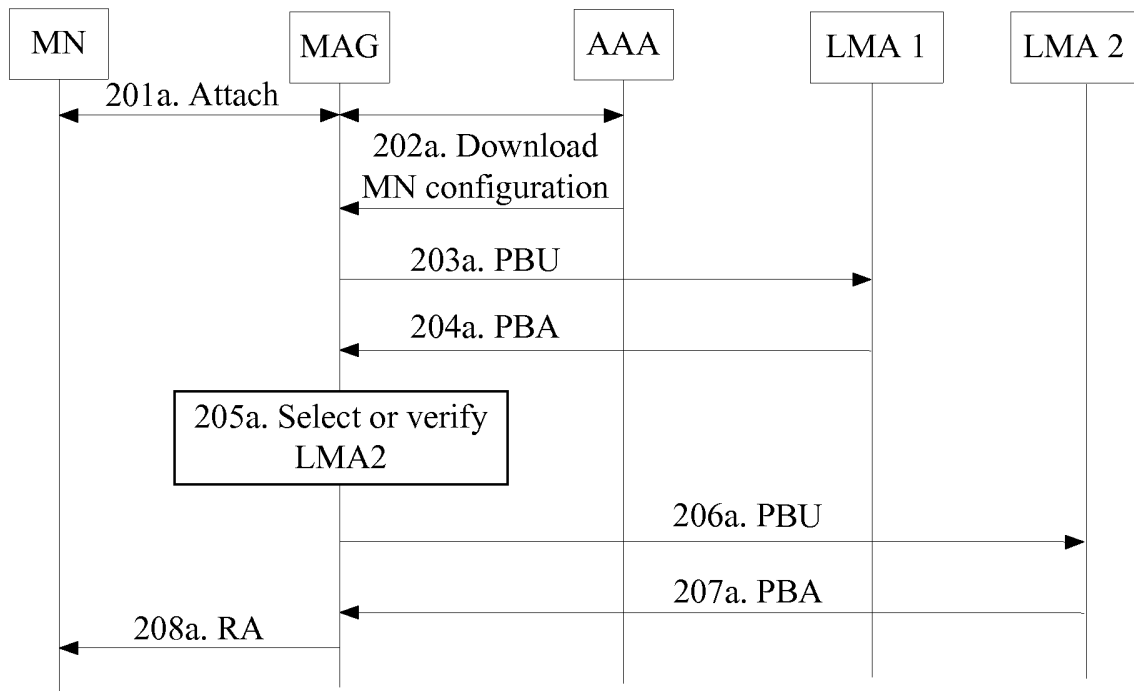 MN
MAG
AAA
LMA 1
LMA 2
201a. Attach
202a. Download
MN configuration
203a. PBU
204a. PBA
205a. Select or verify
LMA2
206a. PBU
207a. PBA
208a. RA